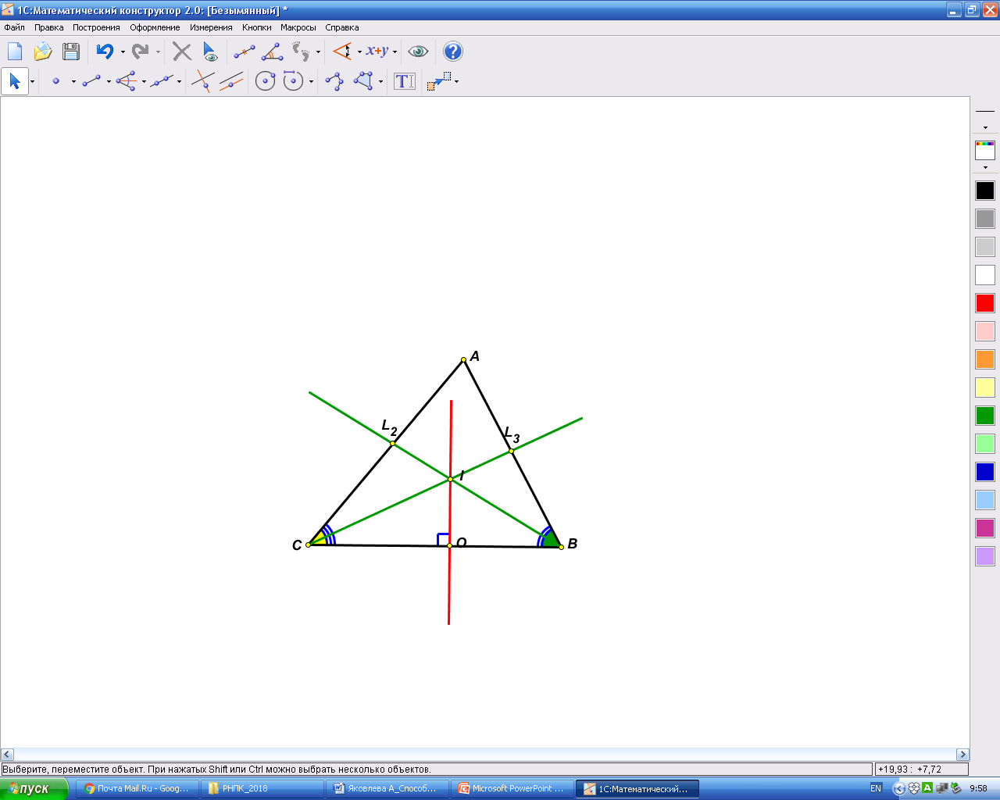 1С:Математический конструктор 2.0: [Безымянный] *
Файл Правка Построения Оформление Измерения Кнопки Макросы Справка
x+y
?
T
A
L2
L3
I
C
O
B
Выберите, переместите объект. При нажатых Shift или Ctrl можно выбрать несколько объектов.
+19,93 : +7,72
пуск
Почта Mail.Ru - Goog...
РНПК_2018
Яковлева А_Способ...
Microsoft PowerPoint ...
1С:Математический...
EN
A
9:58